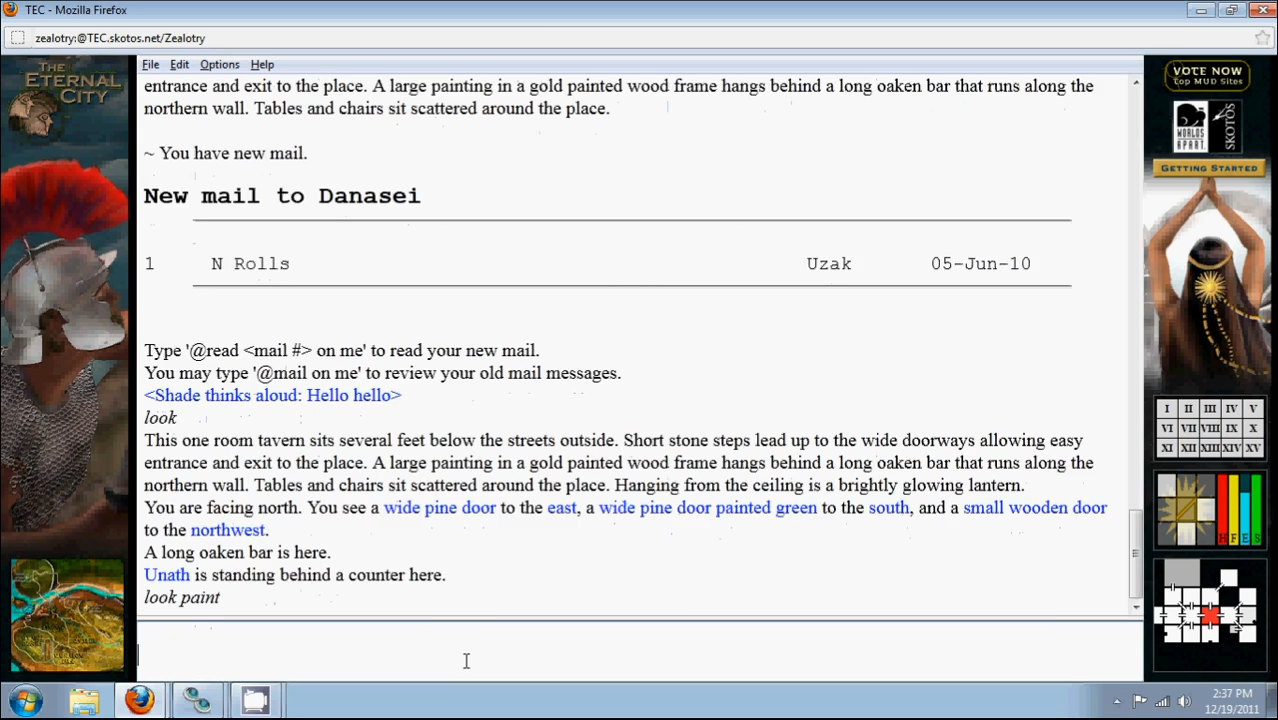 TEC - Mozilla Firefox
zealotry:@TEC.skotos.net/Zealotry
THE
ETERNAL
CITY
File Edit Options Help
entrance and exit to the place. A large painting in a gold painted wood frame hangs behind a long oaken bar that runs along the
northern wall. Tables and chairs sit scattered around the place.
~ You have new mail.
New mail to Danasei
1 N Rolls Uzak 05-Jun-10
Type '@read <mail #> on me' to read your new mail.
You may type '@mail on me' to review your old mail messages.
<Shade thinks aloud: Hello hello>
look
This one room tavern sits several feet below the streets outside. Short stone steps lead up to the wide doorways allowing easy
entrance and exit to the place. A large painting in a gold painted wood frame hangs behind a long oaken bar that runs along the
northern wall. Tables and chairs sit scattered around the place. Hanging from the ceiling is a brightly glowing lantern.
You are facing north. You see a wide pine door to the east, a wide pine door painted green to the south, and a small wooden door
to the northwest.
A long oaken bar is here.
Unath is standing behind a counter here.
look paint
VOTE NOW
Top MUD Sites
WORLDS
APART
SKOTOS
GETTING STARTED
I II III IV V
VI VII VIII IX X
XI XII XIII XIV XV
H F E S
2:37 PM
12/19/2011